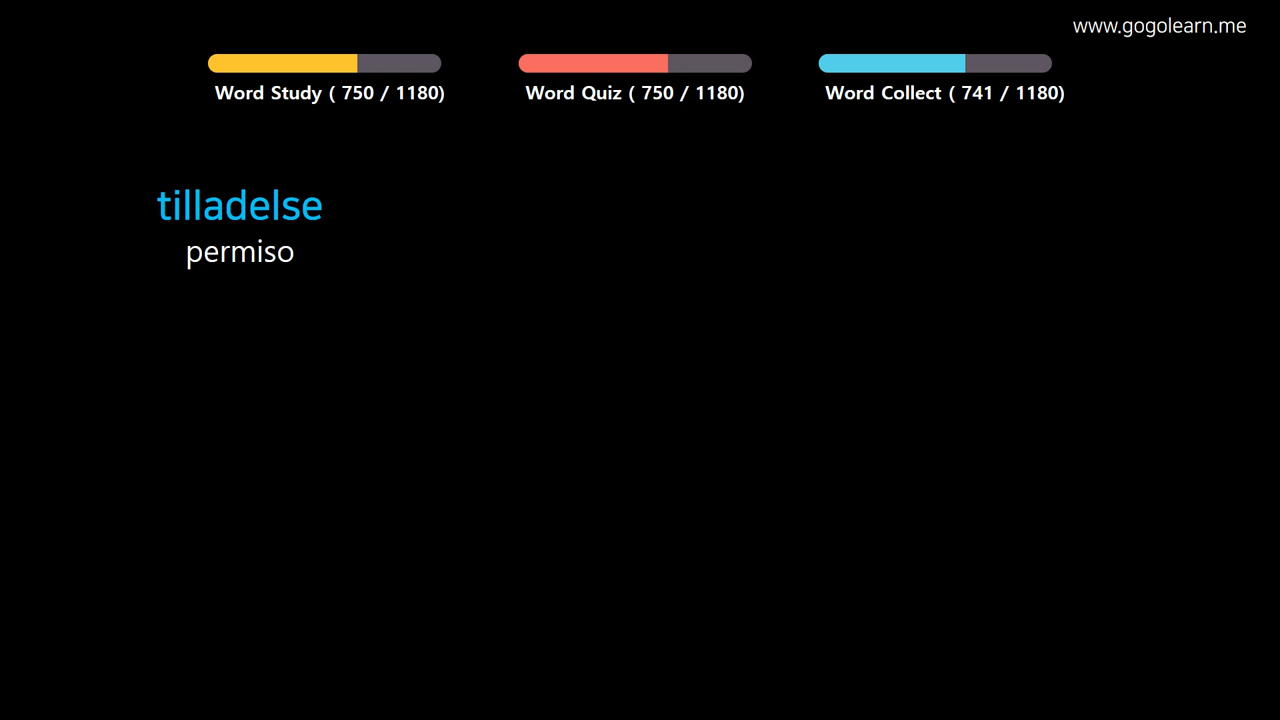 www.gogolearn.me
Word Study ( 750 / 1180)
Word Quiz ( 750 / 1180)
Word Collect ( 741 / 1180)
tilladelse
permiso